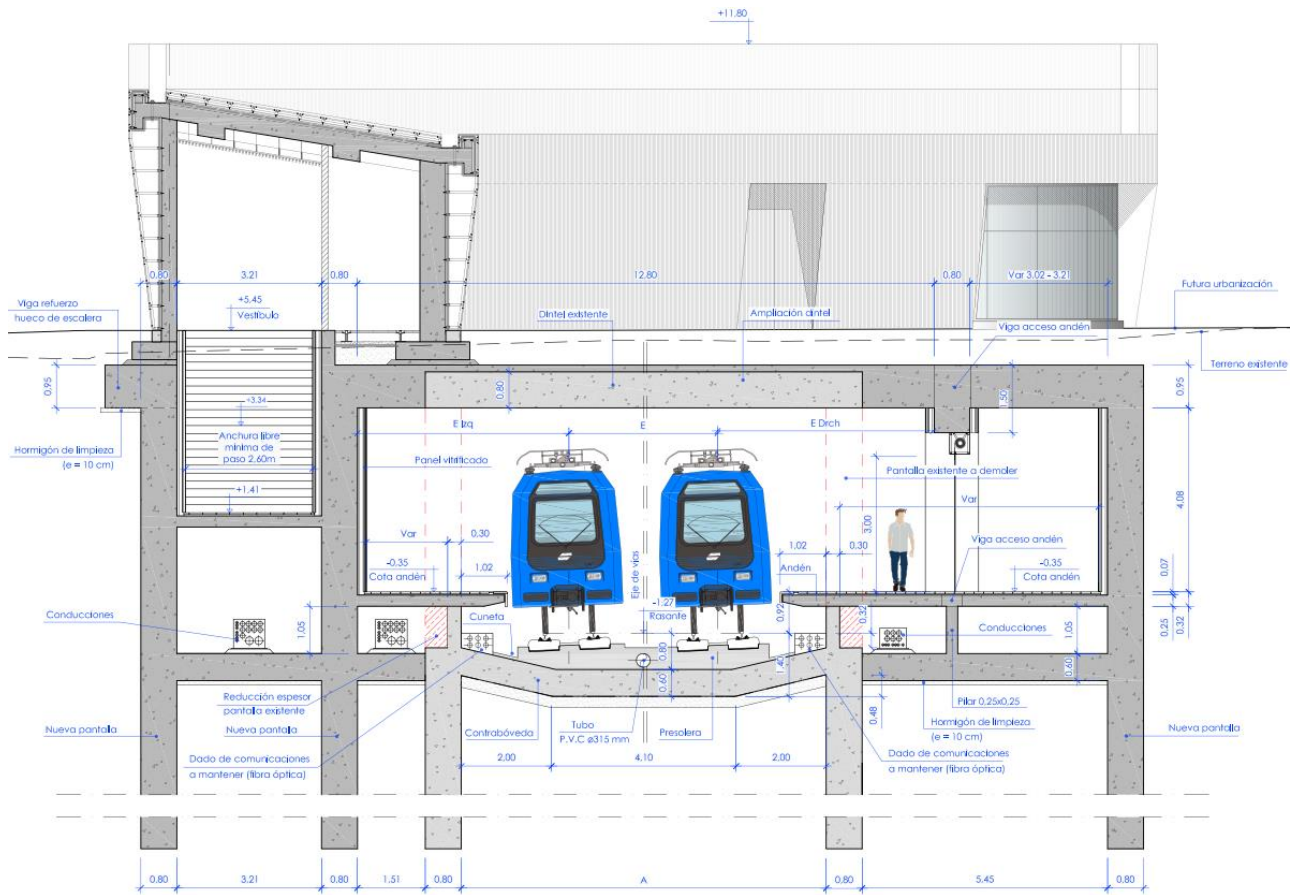 +11.80
0.80
3.21
0.80
12.80
0.80
Var 3.02 - 3.21
+5.45
Vestíbulo
Viga refuerzo
hueco de escalera
Dintel existente
Ampliación dintel
Futura urbanización
Viga acceso andén
Terreno existente
0.95
0.80
1.50
0.95
+3.34
Anchura libre
mínima de
paso 2.60m
+1.41
Hormigón de limpieza
(e = 10 cm)
E Izq
E
E Drch
Panel vitrificado
Pantalla existente a demoler
Var
4.08
3.00
Var
0.30
1.02
0.30
Viga acceso andén
-0.35
Cota andén
1.02
Eje de vías
Andén
-0.35
Cota andén
0.07
-1.27
Rasante
0.92
0.32
0.25
0.32
Conducciones
1.05
Cuneta
Conducciones
1.05
0.80
1.40
0.60
0.60
0.48
Reducción espesor
pantalla existente
Pilar 0.25x0.25
Nueva pantalla
Nueva pantalla
Contrabóveda
Tubo
P.V.C ø315 mm
Presolera
Hormigón de limpieza
(e = 10 cm)
Nueva pantalla
Dado de comunicaciones
a mantener (fibra óptica)
2.00
4.10
2.00
Dado de comunicaciones
a mantener (fibra óptica)
0.80
3.21
0.80
1.51
0.80
A
0.80
5.45
0.80